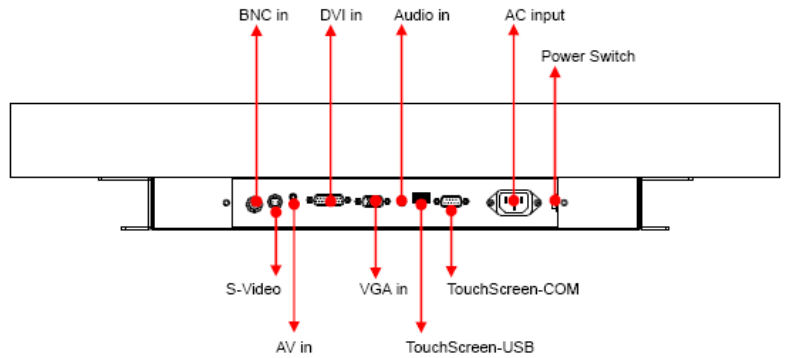 BNC in
DVI in
Audio in
AC input
Power Switch
S-Video
VGA in
TouchScreen-COM
AV in
TouchScreen-USB